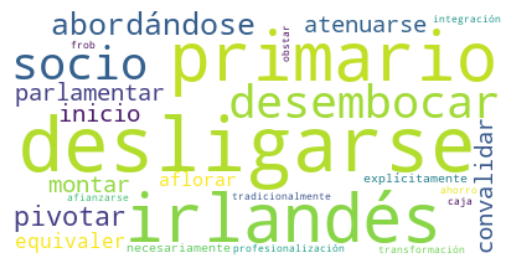 abordándose
atenuarse
integración
frob
obstar
socio
primario
parlamentar
desembocar
inicio
desligarse
convalidar
montar
aflorar
explícitamente
ahorro
afianzarse
tradicionalmente
caja
pivotar
irlandés
equivaler
necesariamente
profesionalización
transformación